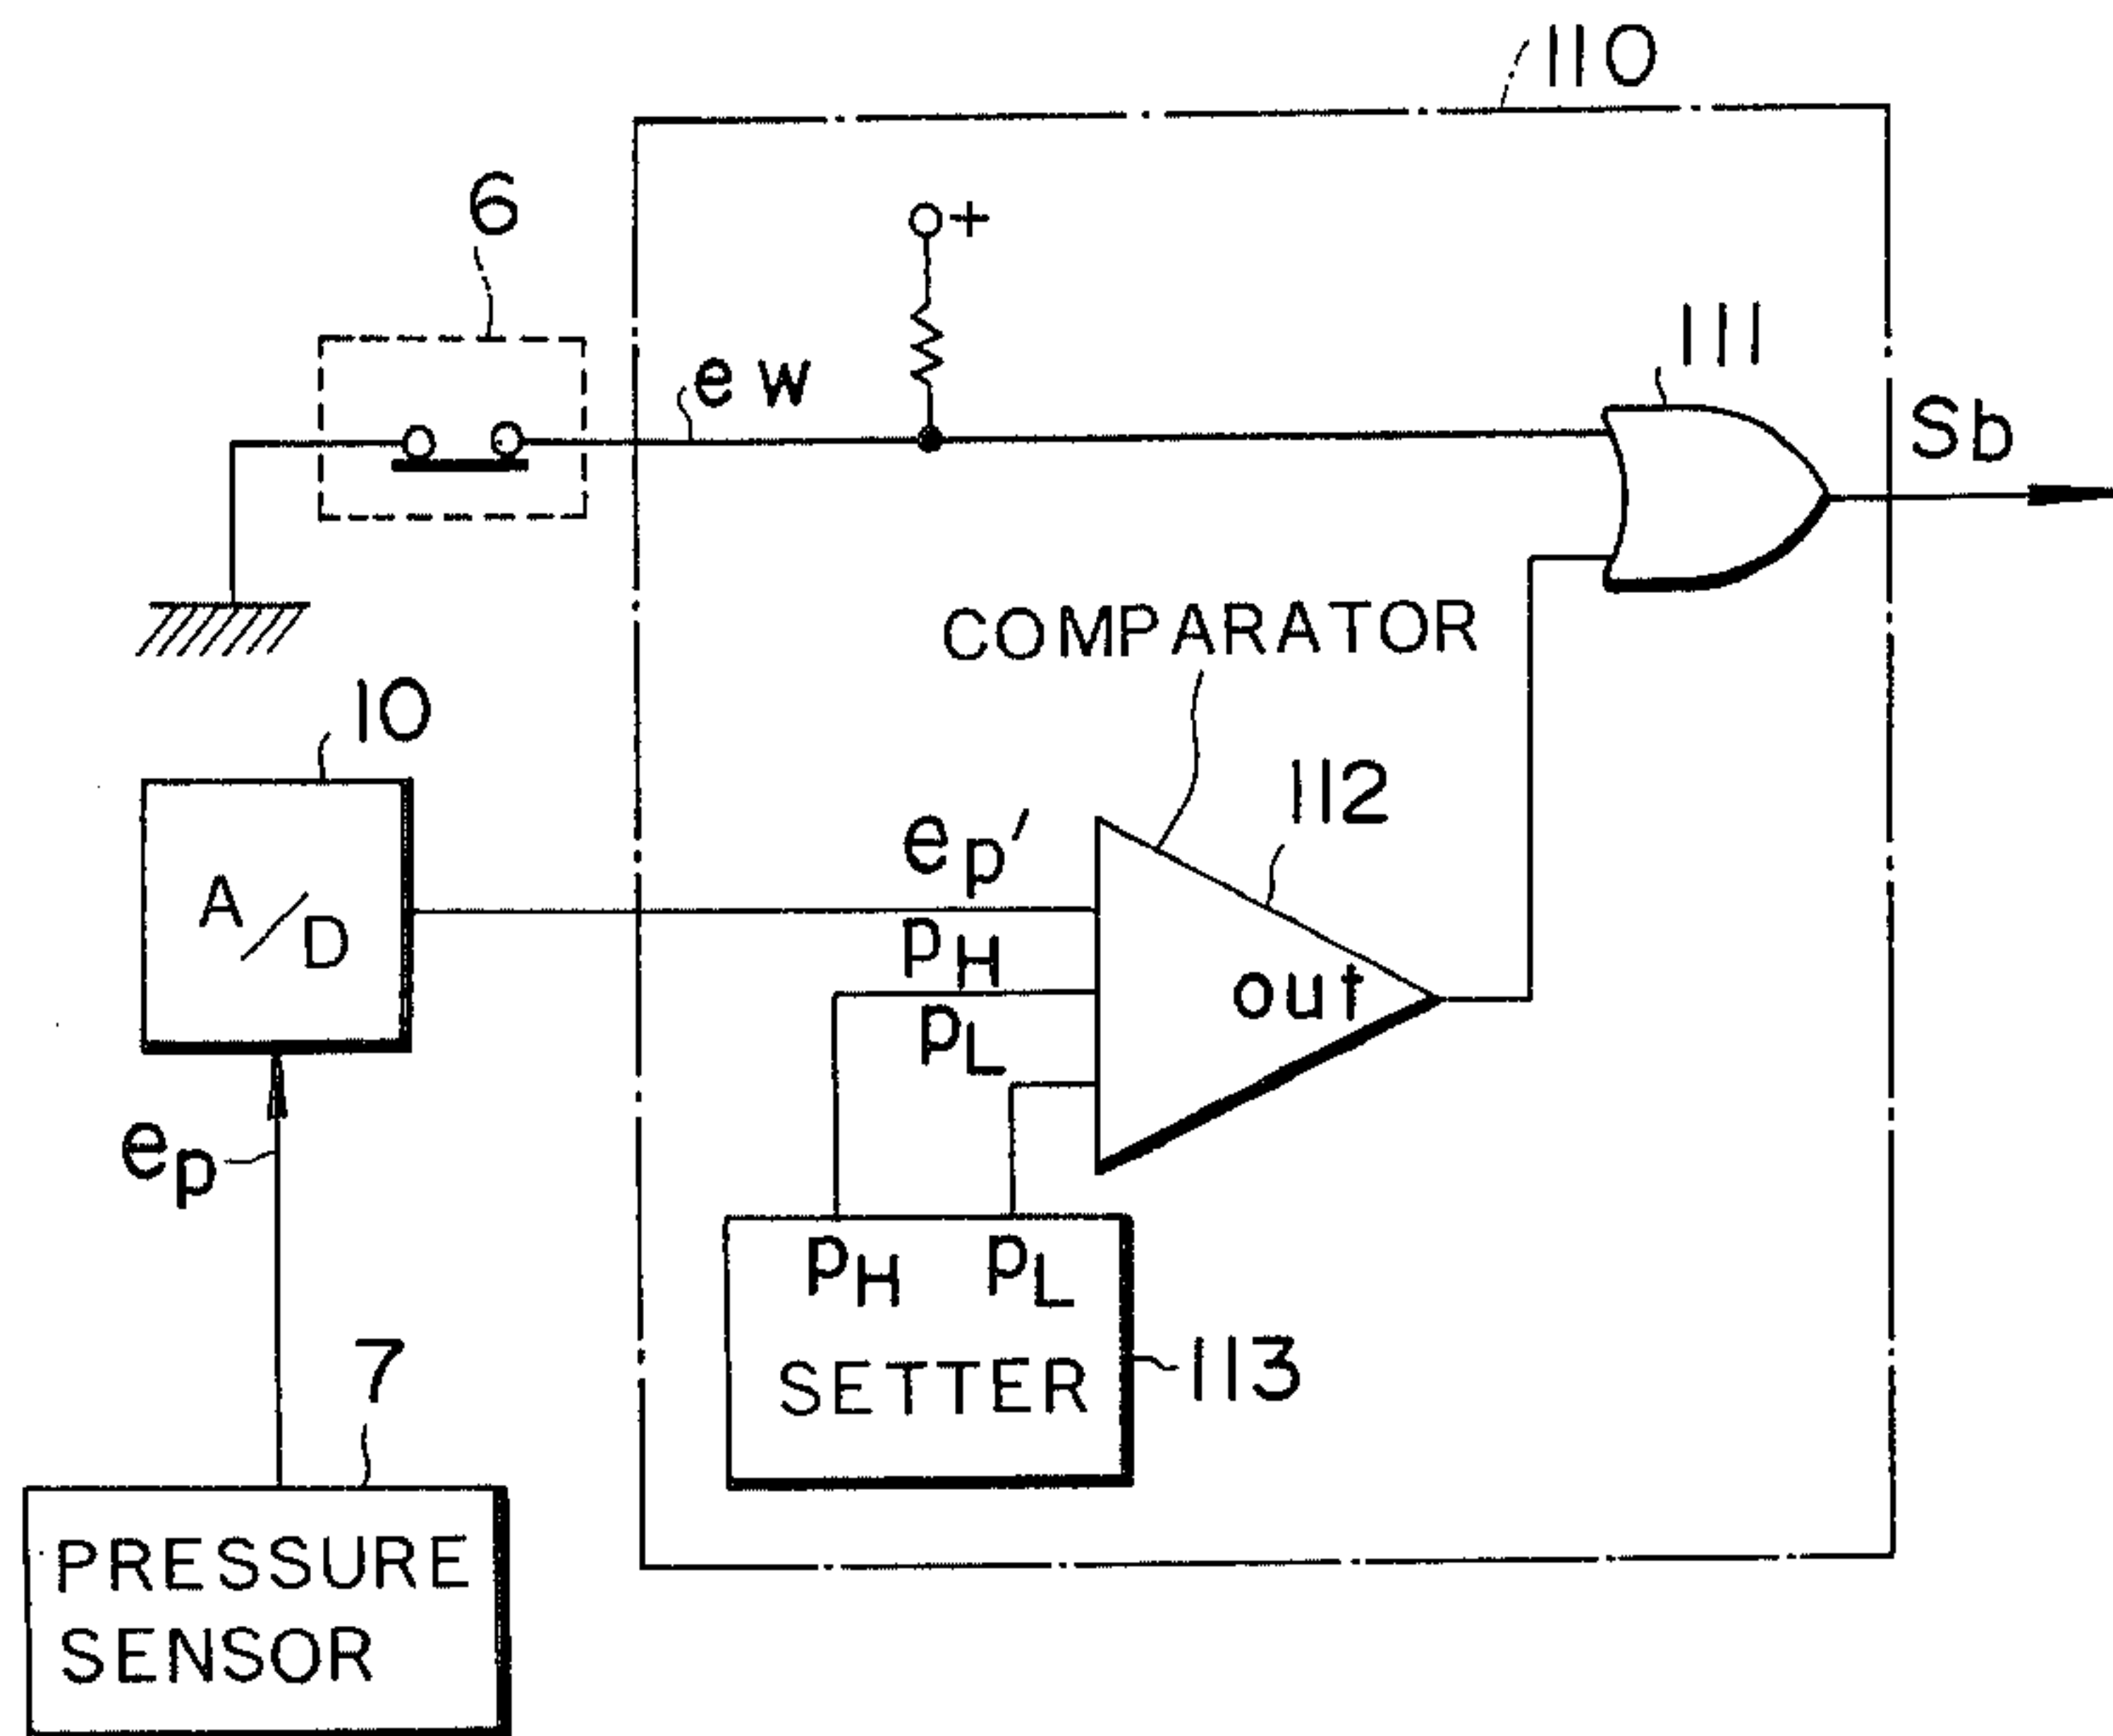 110
6
+
e w
111
Sb
COMPARATOR
10
112
ep'
A/D
pH
out
pL
ep
pH pL
7
SETTER
113
PRESSURE
SENSOR